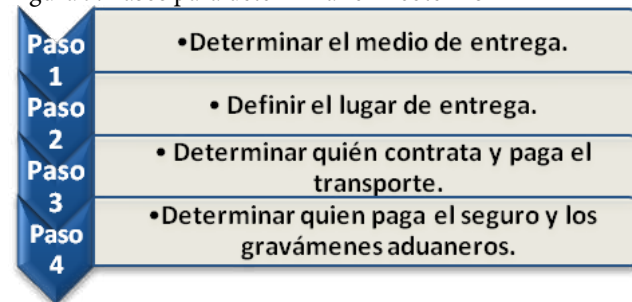 Paso
1
•Determinar el medio de entrega.
Paso
2
• Definir el lugar de entrega.
Paso
3
• Determinar quién contrata y paga el
transporte.
Paso
4
•Determinar quien paga el seguro y los
gravámenes aduaneros.